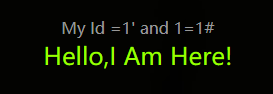 My Id =1' and 1=1#
Hello,I Am Here!